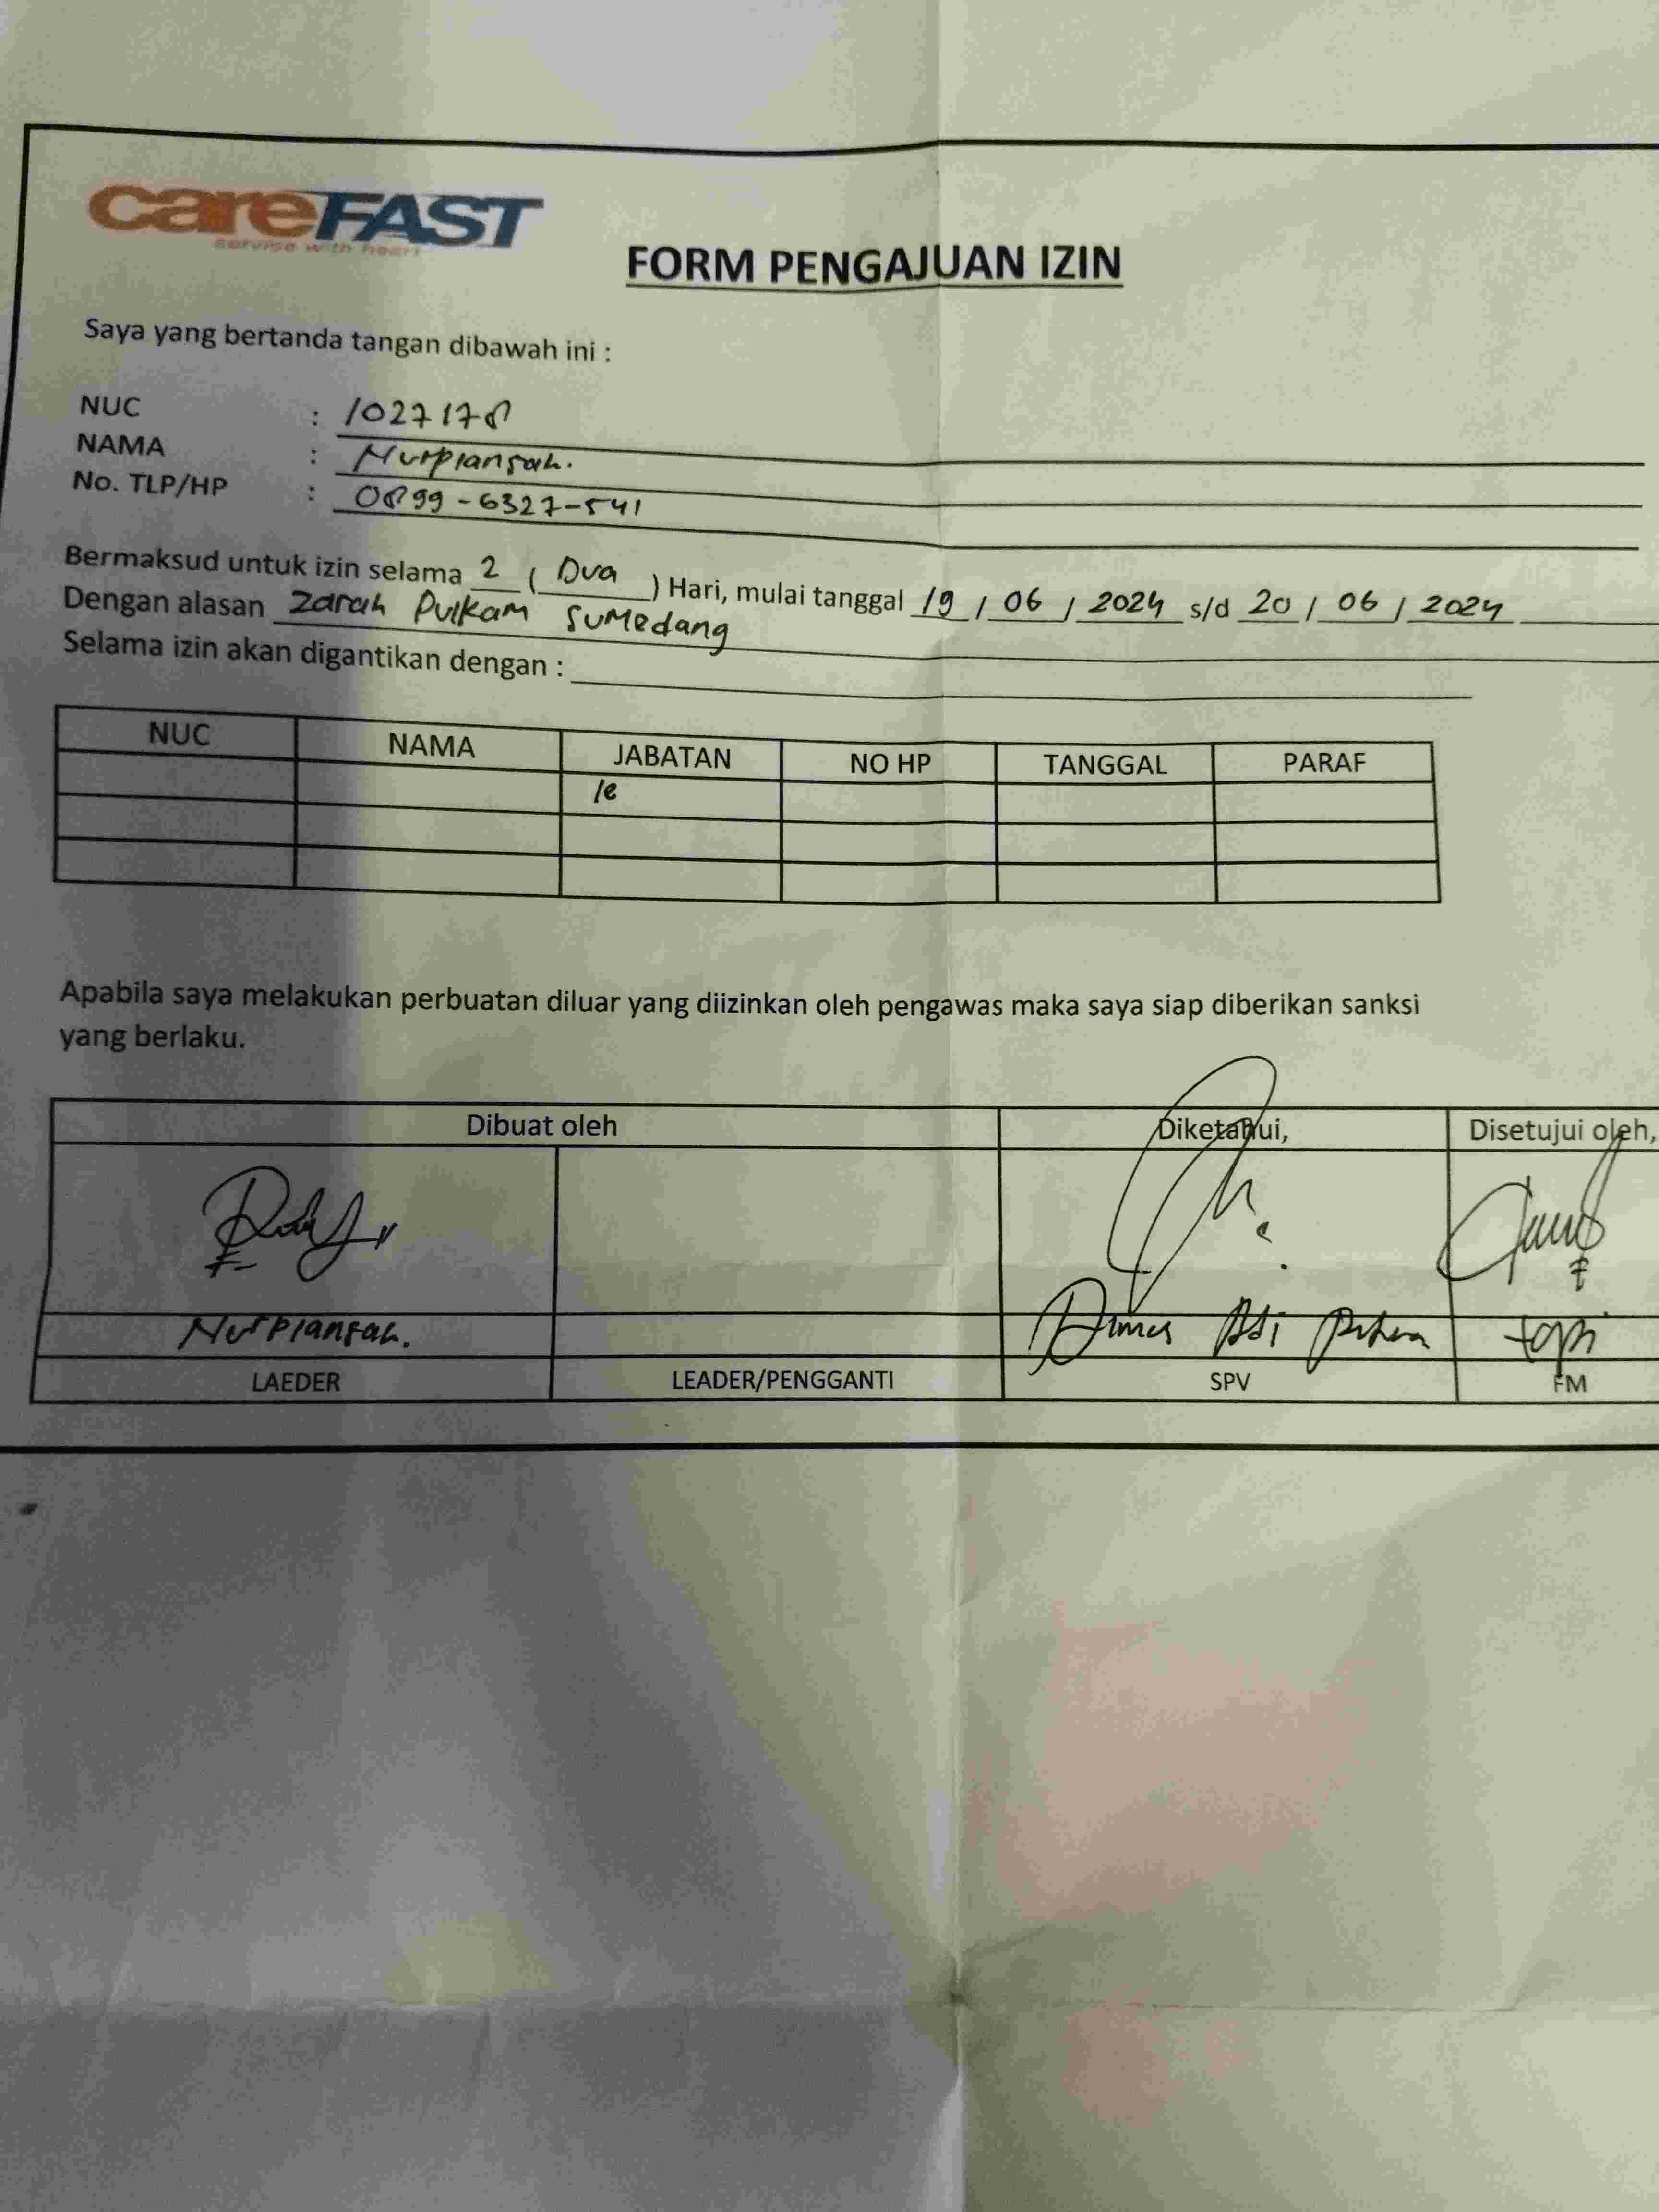 careFAST
service with heart
FORM PENGAJUAN IZIN
Saya yang bertanda tangan dibawah ini :
NUC : 1027178
NAMA : Nurpiansah.
No. TLP/HP : 0899-6327-541
Bermaksud untuk izin selama 2 ( Dua ) Hari, mulai tanggal 19 / 06 / 2024 s/d 20 / 06 / 2024
Dengan alasan Zarah Pulkam Sumedang
Selama izin akan digantikan dengan :
NUC NAMA JABATAN NO HP TANGGAL PARAF
Apabila saya melakukan perbuatan diluar yang diizinkan oleh pengawas maka saya siap diberikan sanksi
yang berlaku.
Dibuat oleh Diketahui, Disetujui oleh,
Nurpiansah. Dimas Adi
LAEDER LEADER/PENGGANTI SPV FM